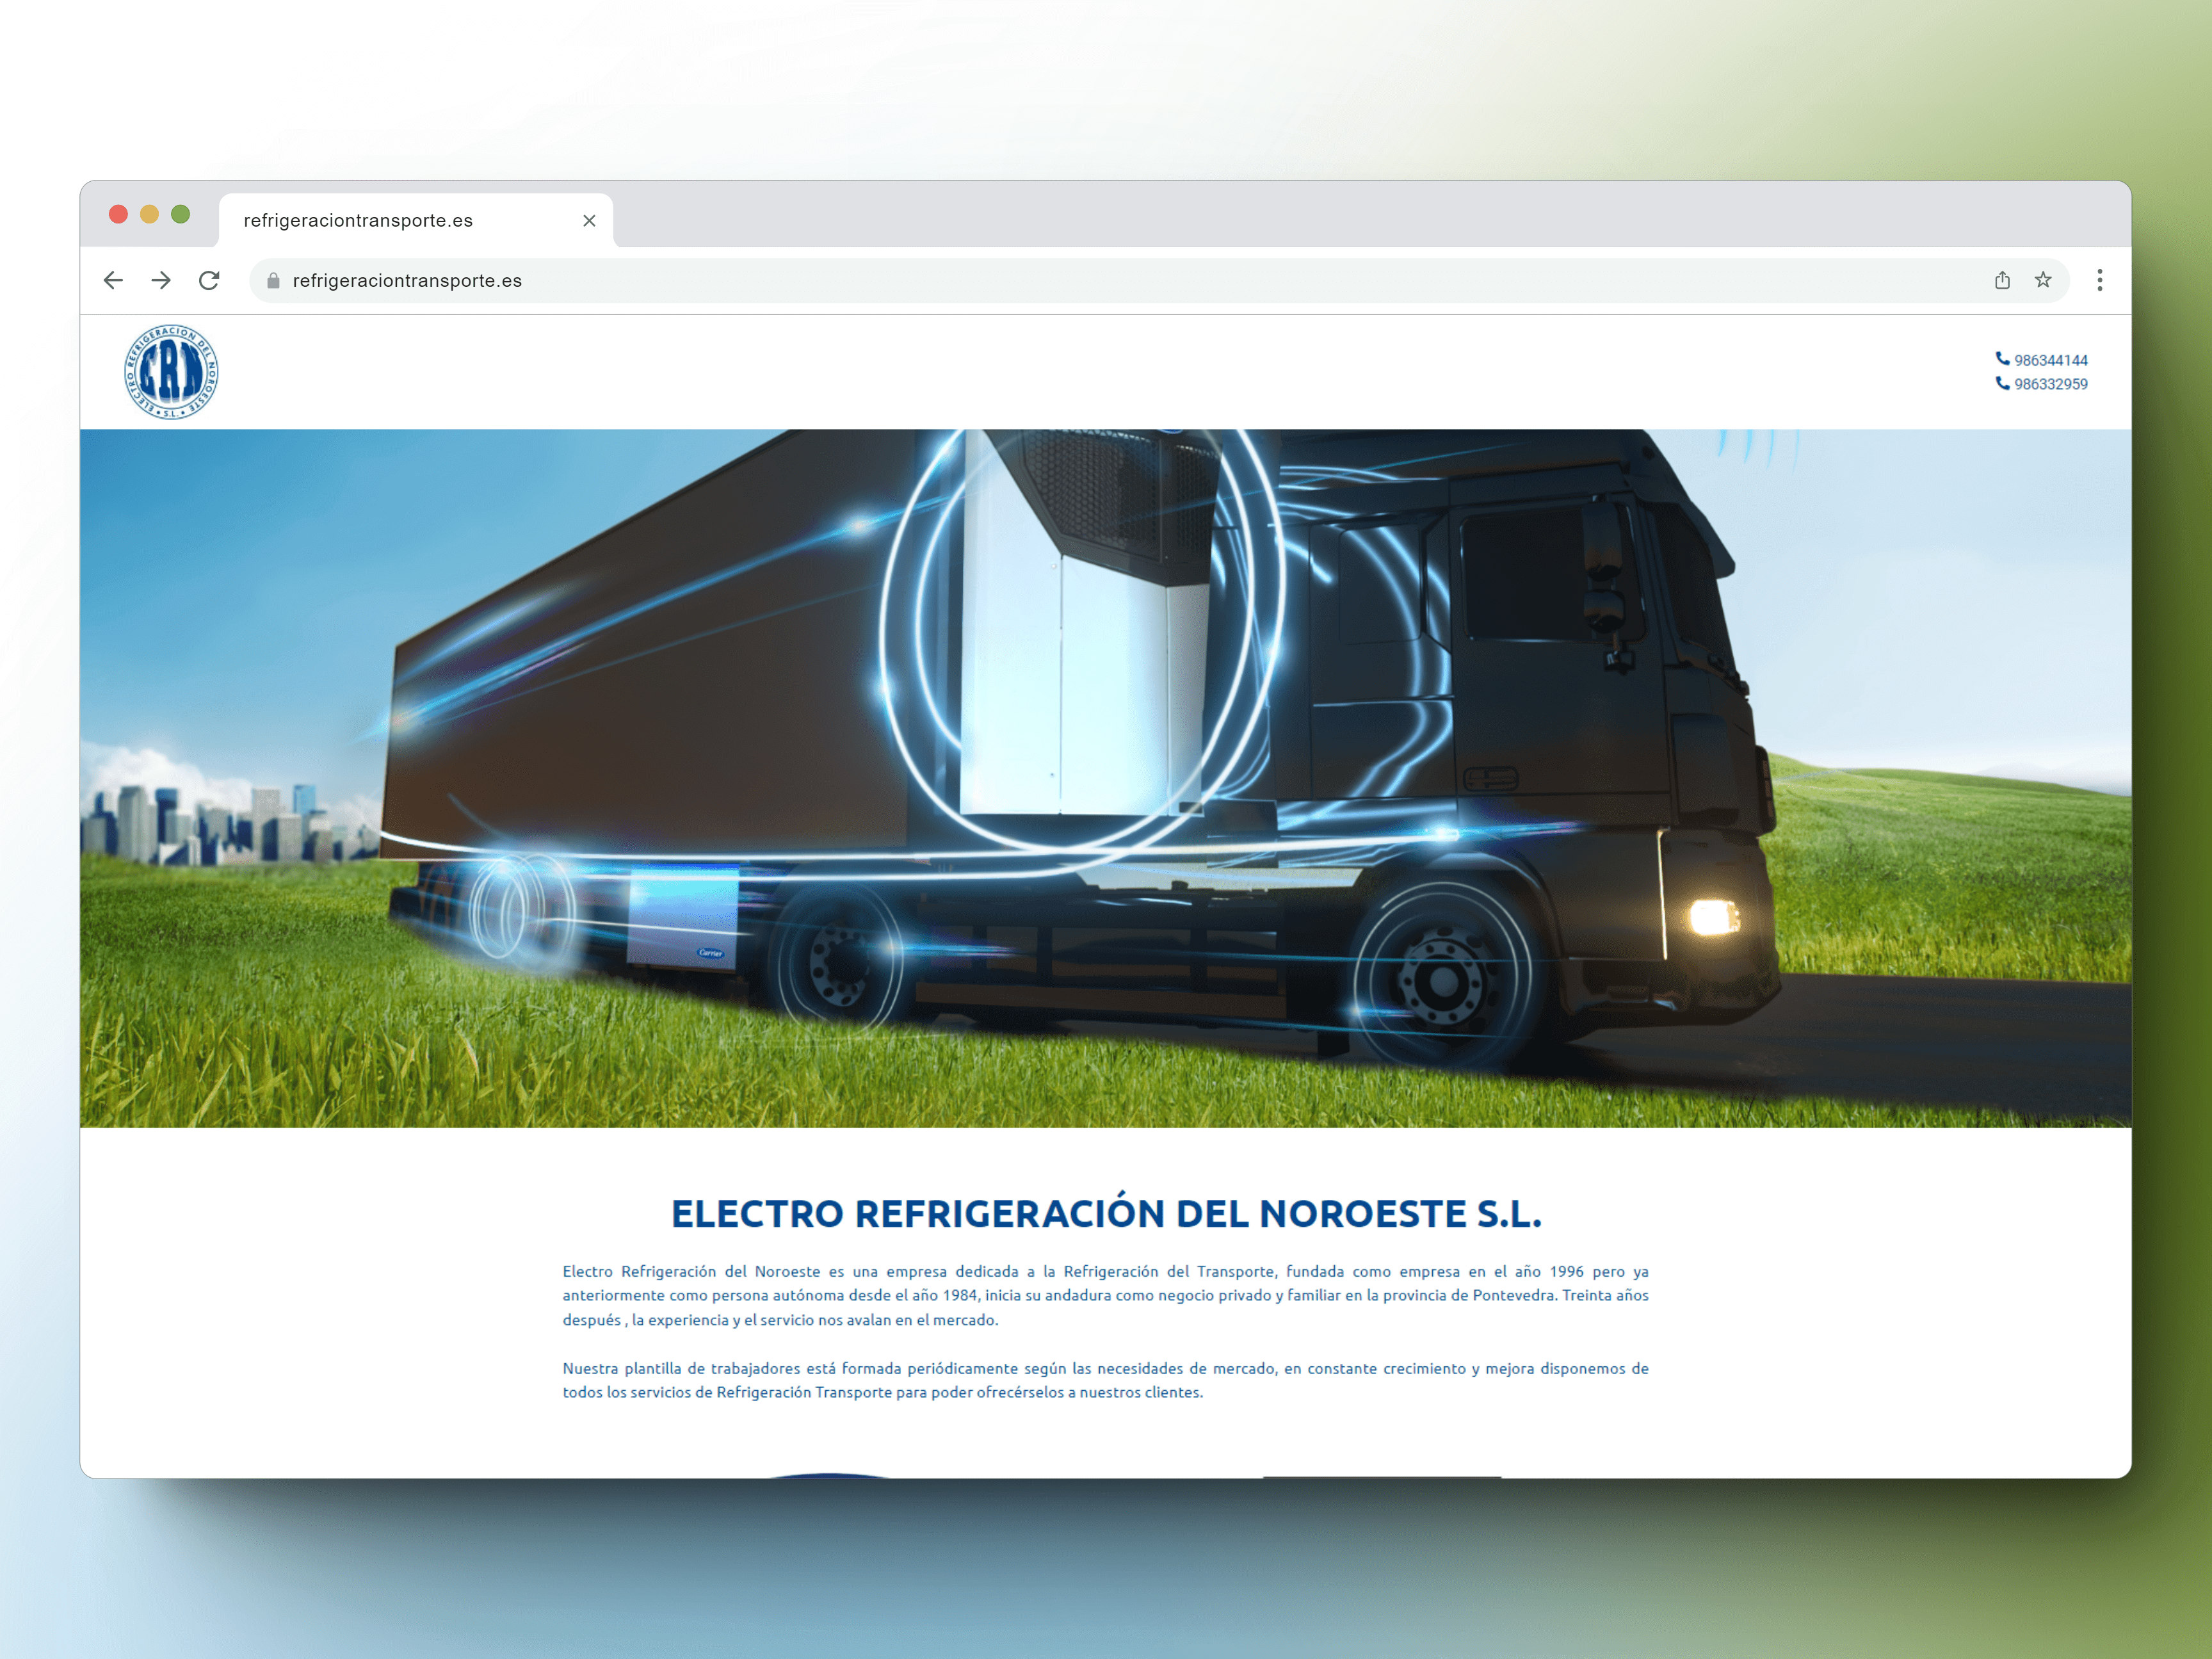 refrigeraciontransporte.es
refrigeraciontransporte.es
ELECTRO REFRIGERACION DEL NOROESTE
• S.L. •
ERN
986344144
986332959
Carrier
ELECTRO REFRIGERACIÓN DEL NOROESTE S.L.
Electro Refrigeración del Noroeste es una empresa dedicada a la Refrigeración del Transporte, fundada como empresa en el año 1996 pero ya
anteriormente como persona autónoma desde el año 1984, inicia su andadura como negocio privado y familiar en la provincia de Pontevedra. Treinta años
después , la experiencia y el servicio nos avalan en el mercado.
Nuestra plantilla de trabajadores está formada periódicamente según las necesidades de mercado, en constante crecimiento y mejora disponemos de
todos los servicios de Refrigeración Transporte para poder ofrecérselos a nuestros clientes.